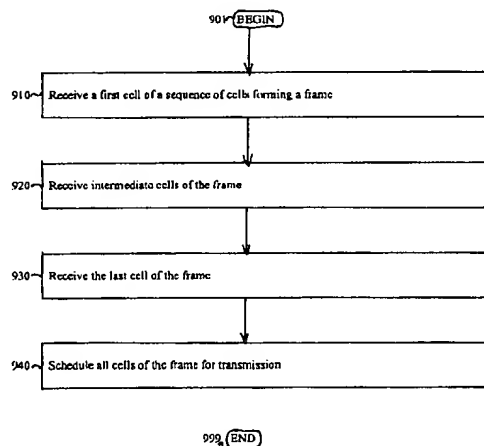 901 BEGIN
910 Receive a first cell of a sequence of cells forming a frame
920 Receive intermediate cells of the frame
930 Receive the last cell of the frame
940 Schedule all cells of the frame for transmission
999 END